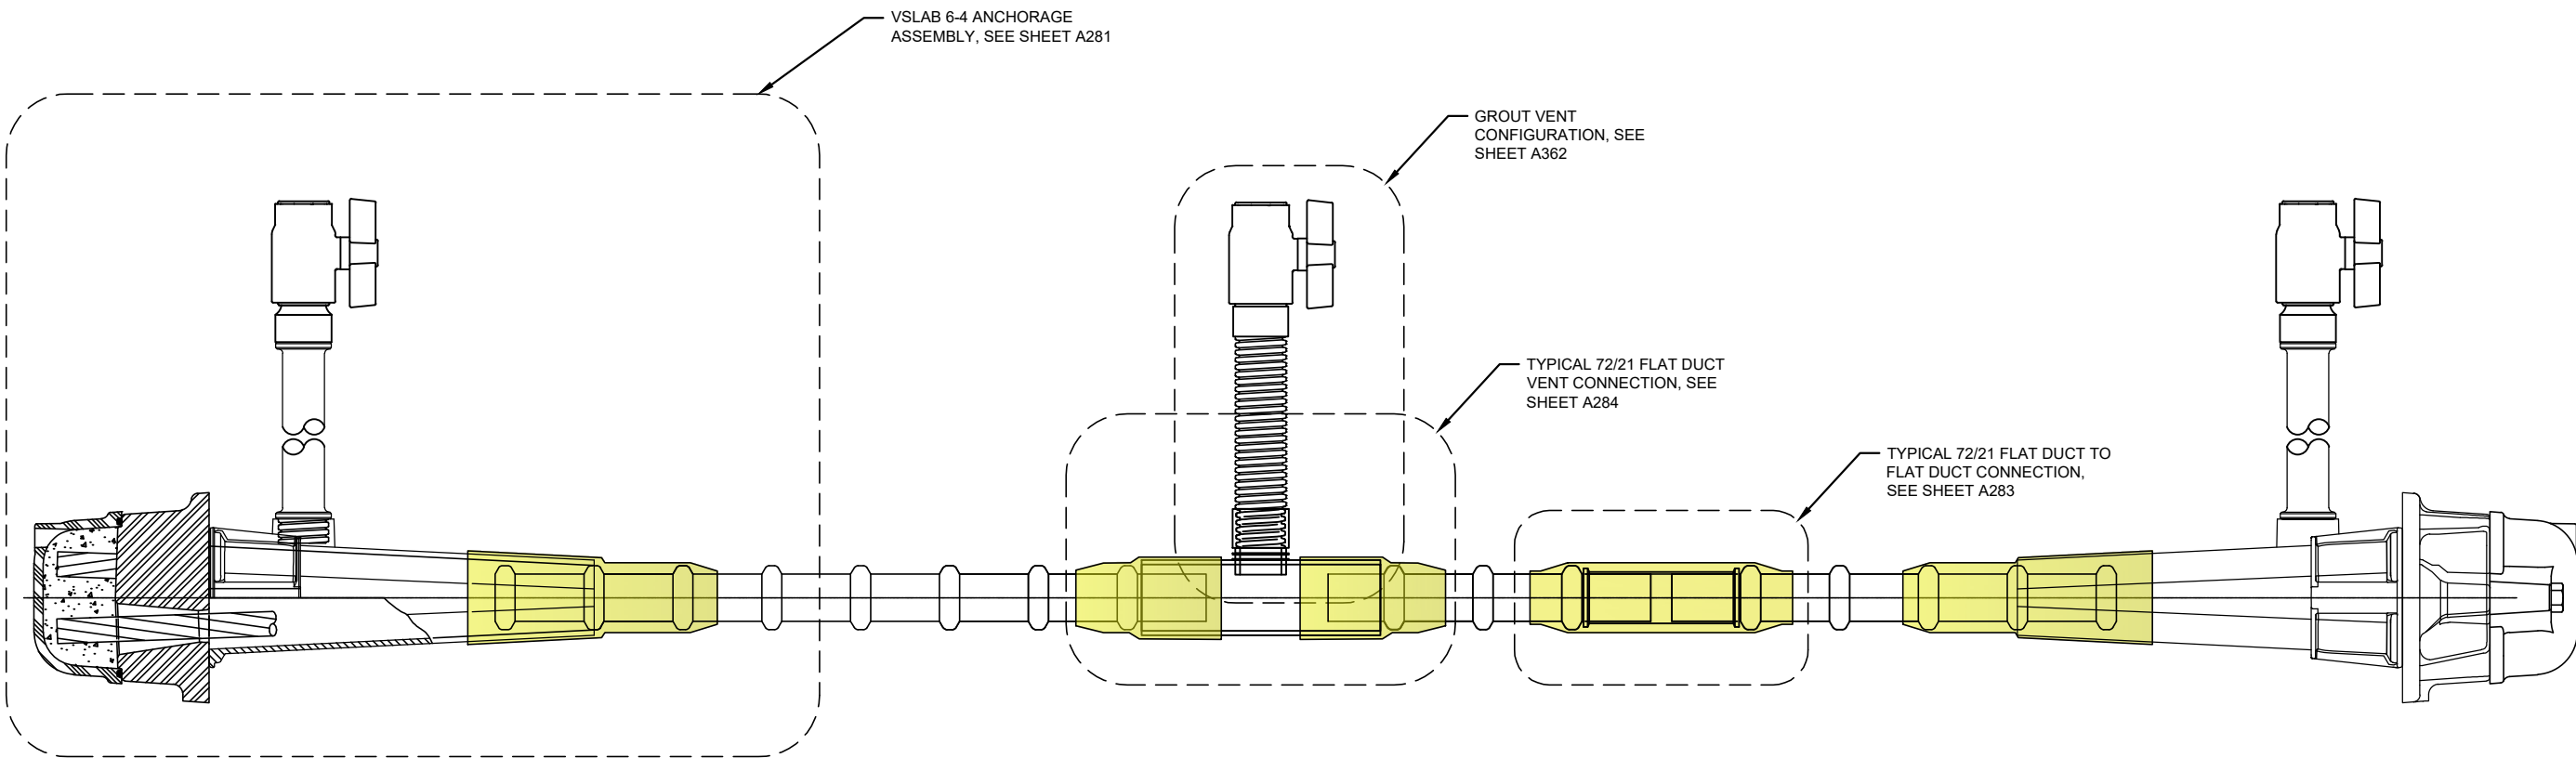 VSLAB 6-4 ANCHORAGE
ASSEMBLY, SEE SHEET A281
GROUT VENT
CONFIGURATION, SEE
SHEET A362
TYPICAL 72/21 FLAT DUCT
VENT CONNECTION, SEE
SHEET A284
TYPICAL 72/21 FLAT DUCT TO
FLAT DUCT CONNECTION,
SEE SHEET A283